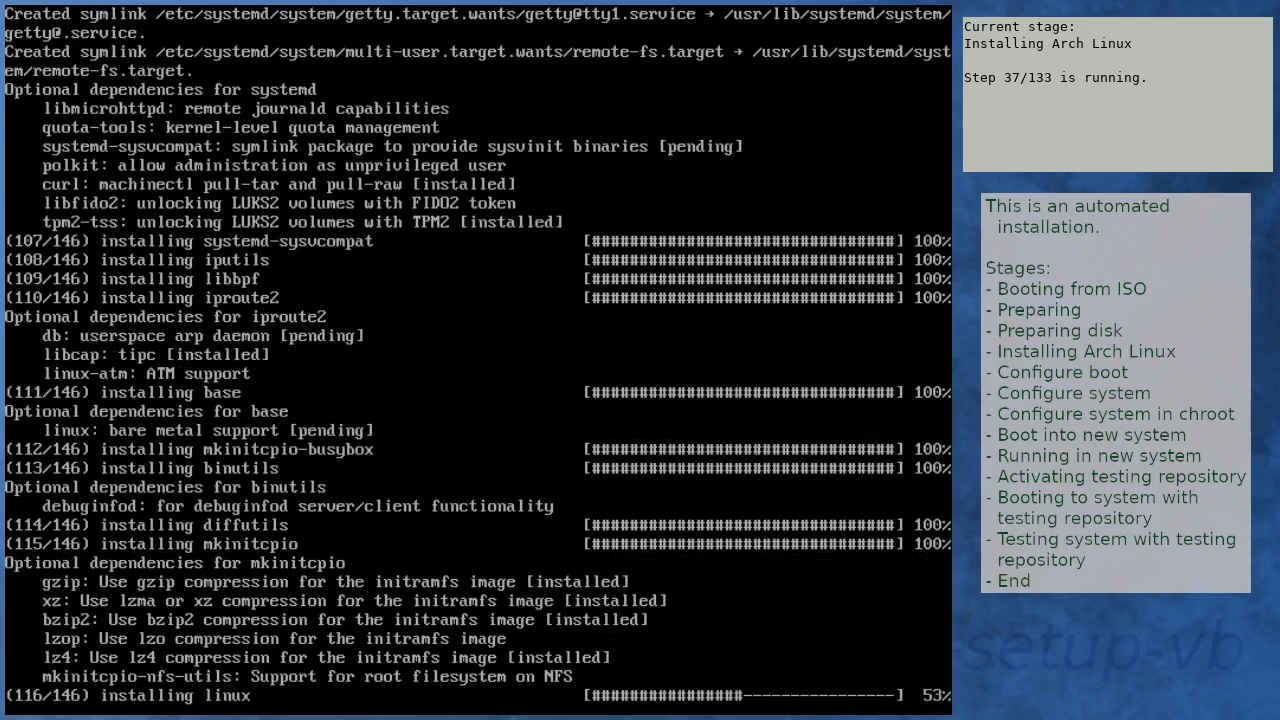 Created symlink /etc/systemd/system/getty.target.wants/getty@tty1.service → /usr/lib/systemd/system/
getty@.service.
Created symlink /etc/systemd/system/multi-user.target.wants/remote-fs.target → /usr/lib/systemd/syst
em/remote-fs.target.
Optional dependencies for systemd
    libmicrohttpd: remote journald capabilities
    quota-tools: kernel-level quota management
    systemd-sysvcompat: symlink package to provide sysvinit binaries [pending]
    polkit: allow administration as unprivileged user
    curl: machinectl pull-tar and pull-raw [installed]
    libfido2: unlocking LUKS2 volumes with FIDO2 token
    tpm2-tss: unlocking LUKS2 volumes with TPM2 [installed]
(107/146) installing systemd-sysvcompat [################################] 100%
(108/146) installing iputils [################################] 100%
(109/146) installing libbpf [################################] 100%
(110/146) installing iproute2 [################################] 100%
Optional dependencies for iproute2
    db: userspace arp daemon [pending]
    libcap: tipc [installed]
    linux-atm: ATM support
(111/146) installing base [################################] 100%
Optional dependencies for base
    linux: bare metal support [pending]
(112/146) installing mkinitcpio-busybox [################################] 100%
(113/146) installing binutils [################################] 100%
Optional dependencies for binutils
    debuginfod: for debuginfod server/client functionality
(114/146) installing diffutils [################################] 100%
(115/146) installing mkinitcpio [################################] 100%
Optional dependencies for mkinitcpio
    gzip: Use gzip compression for the initramfs image [installed]
    xz: Use lzma or xz compression for the initramfs image [installed]
    bzip2: Use bzip2 compression for the initramfs image [installed]
    lzop: Use lzo compression for the initramfs image
    lz4: Use lz4 compression for the initramfs image [installed]
    mkinitcpio-nfs-utils: Support for root filesystem on NFS
(116/146) installing linux [################----------------] 53%
Current stage:
Installing Arch Linux
Step 37/133 is running.
This is an automated
installation.
Stages:
- Booting from ISO
- Preparing
- Preparing disk
- Installing Arch Linux
- Configure boot
- Configure system
- Configure system in chroot
- Boot into new system
- Running in new system
- Activating testing repository
- Booting to system with
testing repository
- Testing system with testing
repository
- End
setup-vb